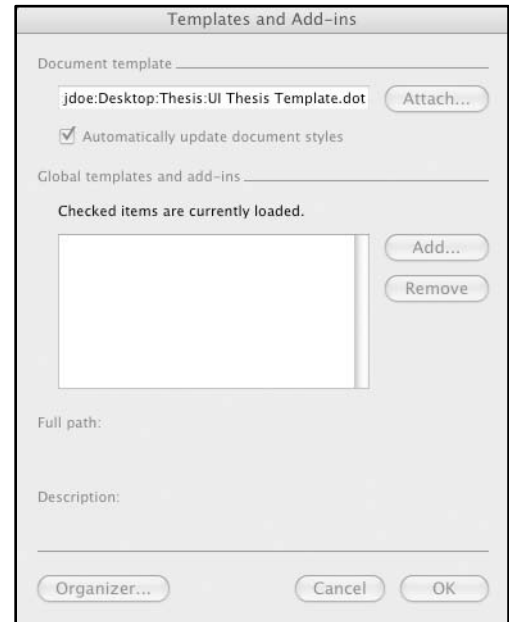 Templates and Add-ins
Document template
jdoe:Desktop:Thesis:UI Thesis Template.dot
Attach...
Automatically update document styles
Global templates and add-ins
Checked items are currently loaded.
Add...
Remove
Full path:
Description:
Organizer...
Cancel
OK